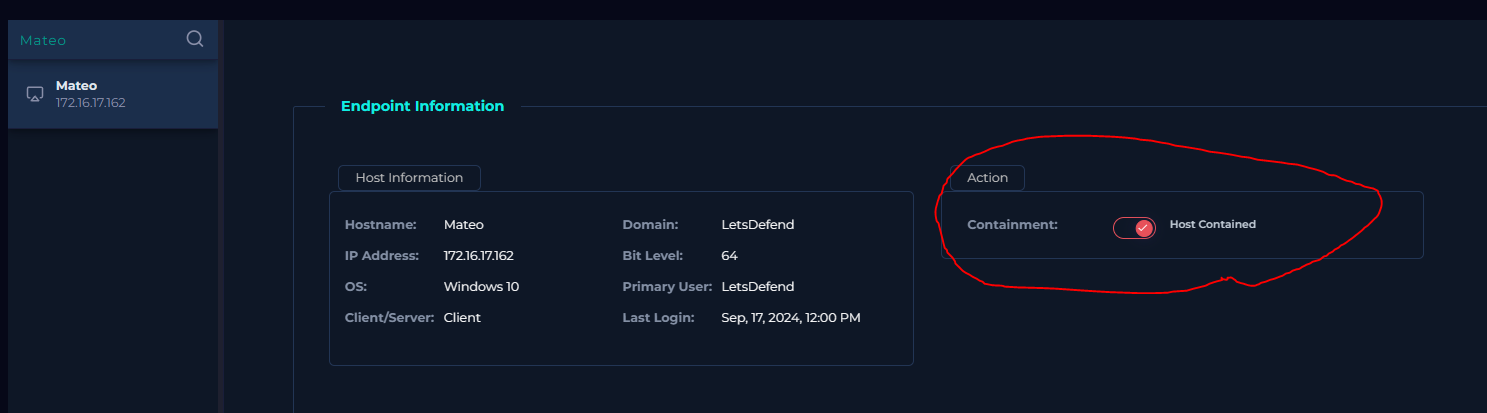 Mateo
Mateo
172.16.17.162
Endpoint Information
Host Information
Hostname: Mateo Domain: LetsDefend
IP Address: 172.16.17.162 Bit Level: 64
OS: Windows 10 Primary User: LetsDefend
Client/Server: Client Last Login: Sep, 17, 2024, 12:00 PM
Action
Containment: Host Contained